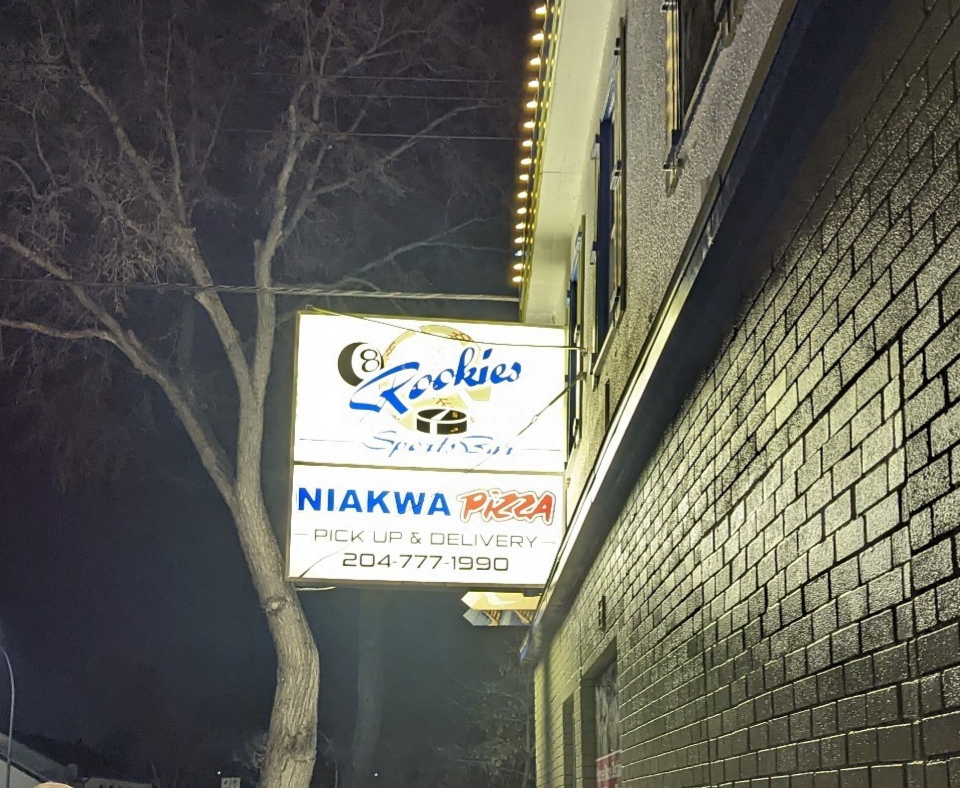 8
Rookies
Sports Bar
NIAKWA PIZZA
PICK UP & DELIVERY
204-777-1990